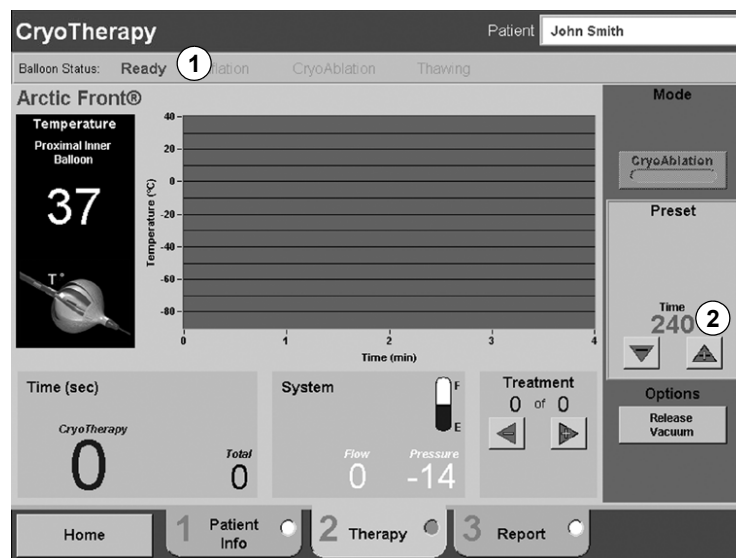 CryoTherapy
Patient John Smith
Balloon Status: Ready 1 CryoAblation Thawing
Arctic Front®
Mode
Temperature
Proximal Inner
Balloon
37
T°
Temperature (°C)
40
20
0
-20
-40
-60
-80
0 1 2 3 4
Time (min)
CryoAblation
Preset
Time
240 2
Time (sec)
CryoTherapy
0
Total
0
System
F
E
Flow
0
Pressure
-14
Treatment
0 of 0
Options
Release
Vacuum
Home
1 Patient
Info
2 Therapy
3 Report